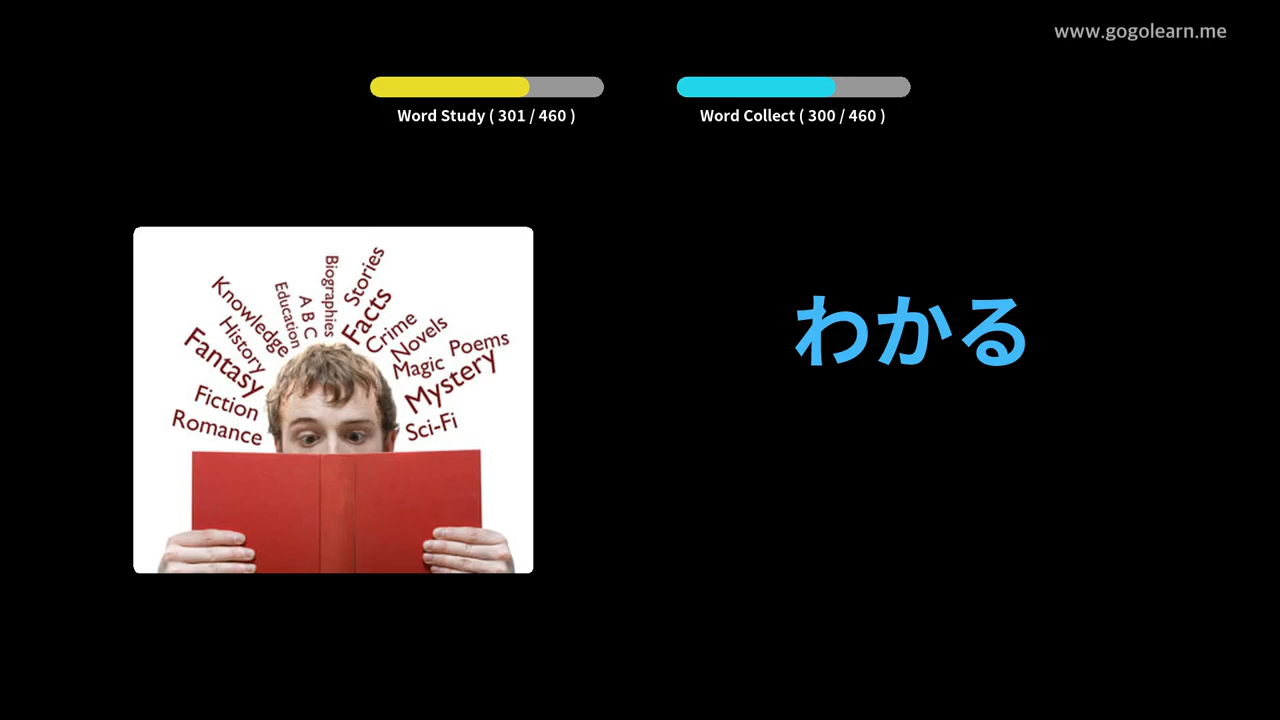 www.gogolearn.me
Word Study ( 301 / 460 )
Word Collect ( 300 / 460 )
わかる
Biographies
Stories
Education
A B C
Facts
Knowledge
Crime
History
Novels
Fantasy
Magic
Poems
Mystery
Fiction
Romance
Sci-Fi